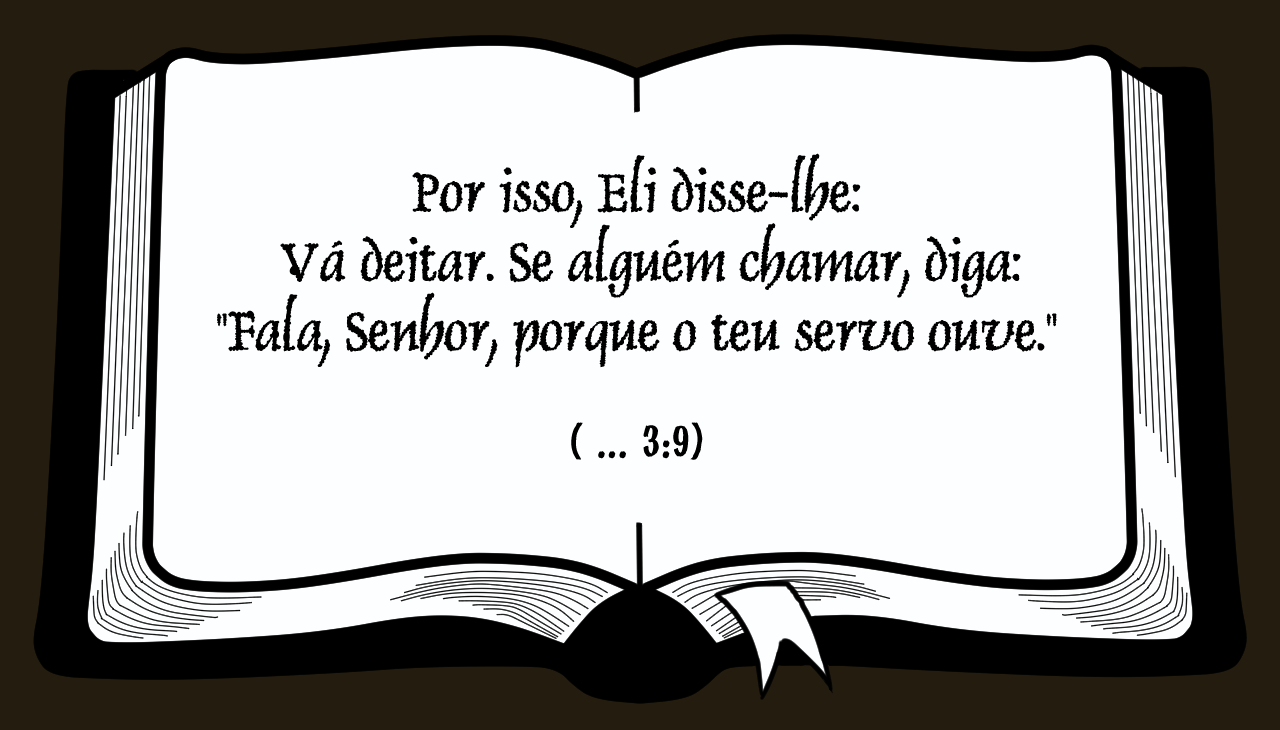 Por isso, Eli disse-lhe:
Vá deitar. Se alguém chamar, diga:
"Fala, Senhor, porque o teu servo ouve."
( ... 3:9)